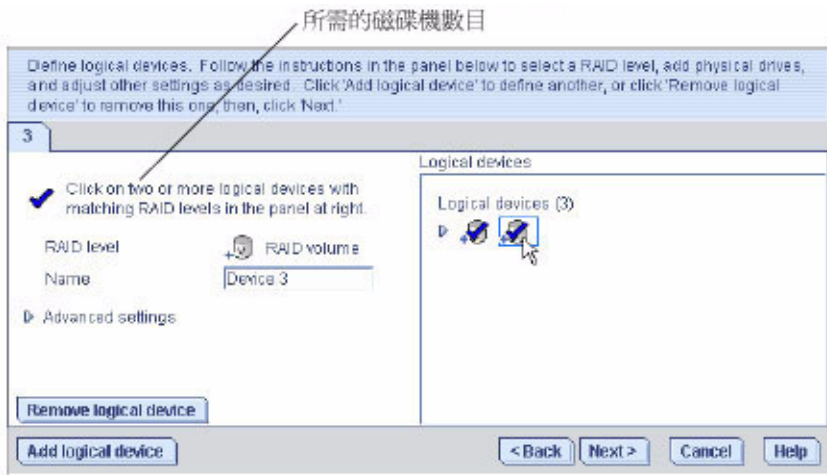 所需的磁碟機數目
Define logical devices. Follow the instructions in the panel below to select a RAID level, add physical drives,
and adjust other settings as desired. Click 'Add logical device' to define another, or click 'Remove logical
device' to remove this one, then, click 'Next.'
3
Click on two or more logical devices with
matching RAID levels in the panel at right.
RAID level
RAID volume
Name
Device 3
Advanced settings
Remove logical device
Logical devices
Logical devices (3)
Add logical device
< Back
Next >
Cancel
Help